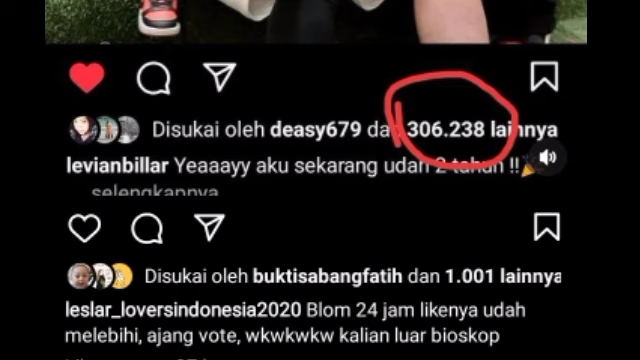 Disukai oleh deasy679 dan 306.238 lainnya
levianbillar Yeaaayy aku sekarang udah 2 tahun !!🎉
selengkapnya
Disukai oleh buktisabangfatih dan 1.001 lainnya
leslar_loversindonesia2020 Blom 24 jam likenya udah
melebihi, ajang vote, wkwkwkw kalian luar bioskop